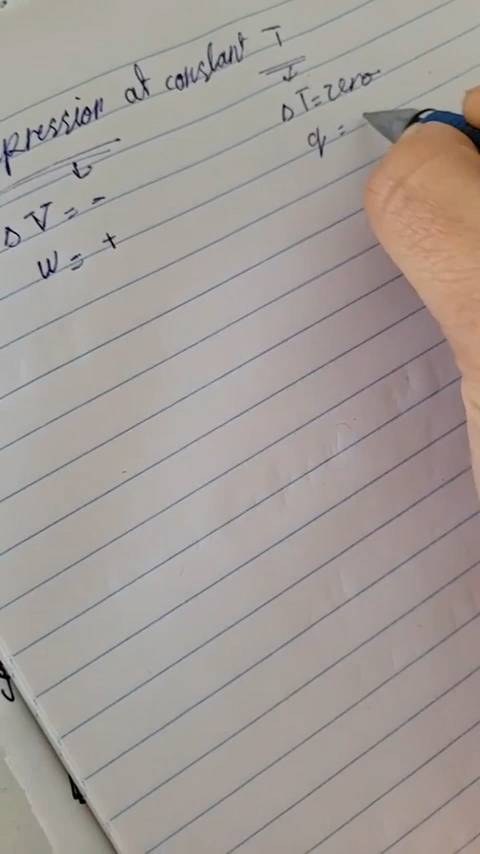 pression at constant T
↓
ΔT = zero
q =
↓
ΔV = -
W = +